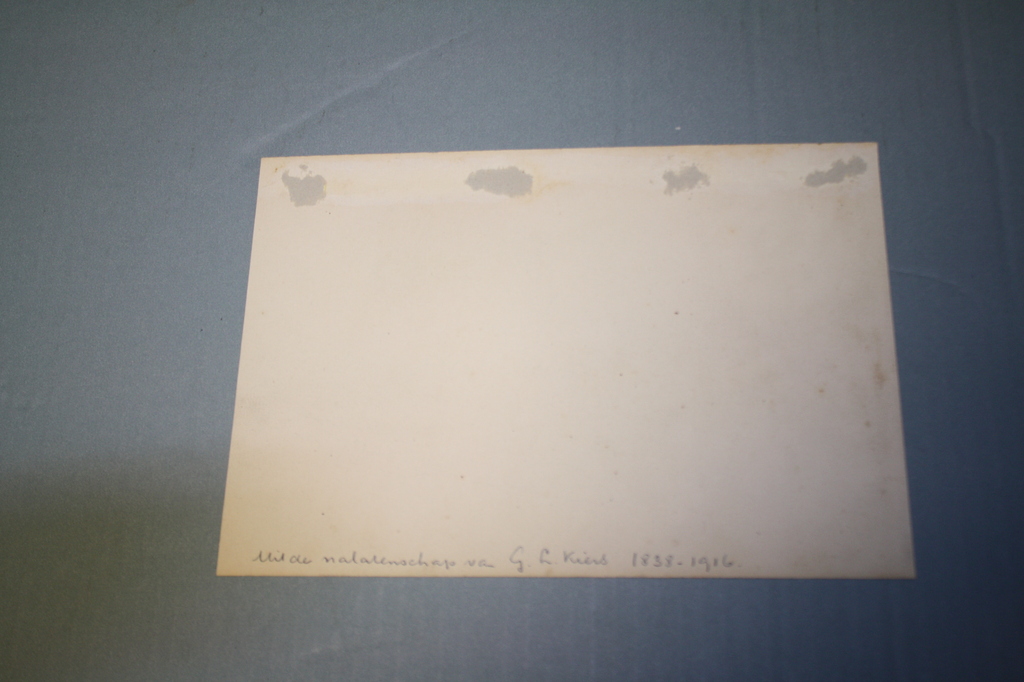 Uit de nalatenschap van G. L. Kiers 1838-1916.